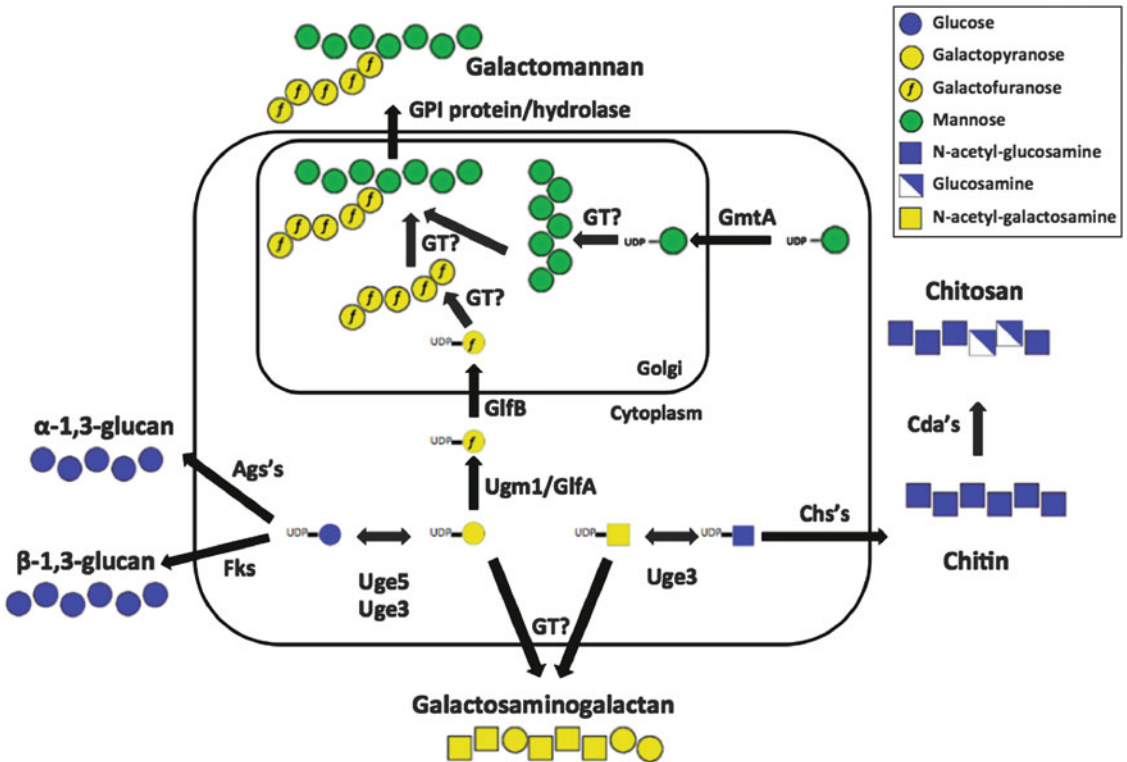 Glucose
Galactopyranose
f Galactofuranose
Mannose
N-acetyl-glucosamine
Glucosamine
N-acetyl-galactosamine
Galactomannan
f f f f f
GPI protein/hydrolase
f f f f f
GT?
GT?
UDP
GmtA
UDP
f f f f f
GT?
UDP f
Golgi
Cytoplasm
GlfB
UDP f
Ugm1/GlfA
α-1,3-glucan
Ags's
β-1,3-glucan
Fks
UDP
UDP
Uge5
Uge3
UDP
UDP
Uge3
GT?
Chs's
Chitosan
Cda's
Chitin
Galactosaminogalactan